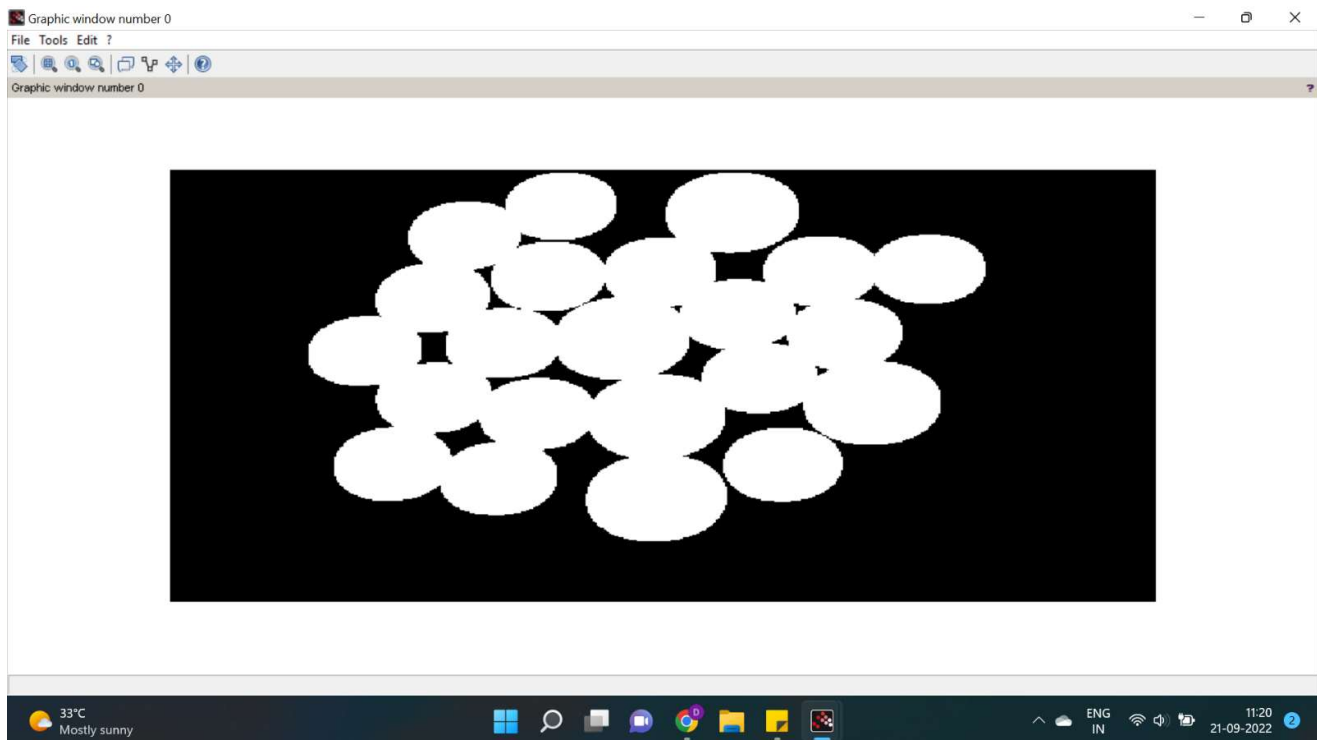 Graphic window number 0
File Tools Edit ?
Graphic window number 0
?
33°C
Mostly sunny
D
ENG
IN
11:20
21-09-2022
2